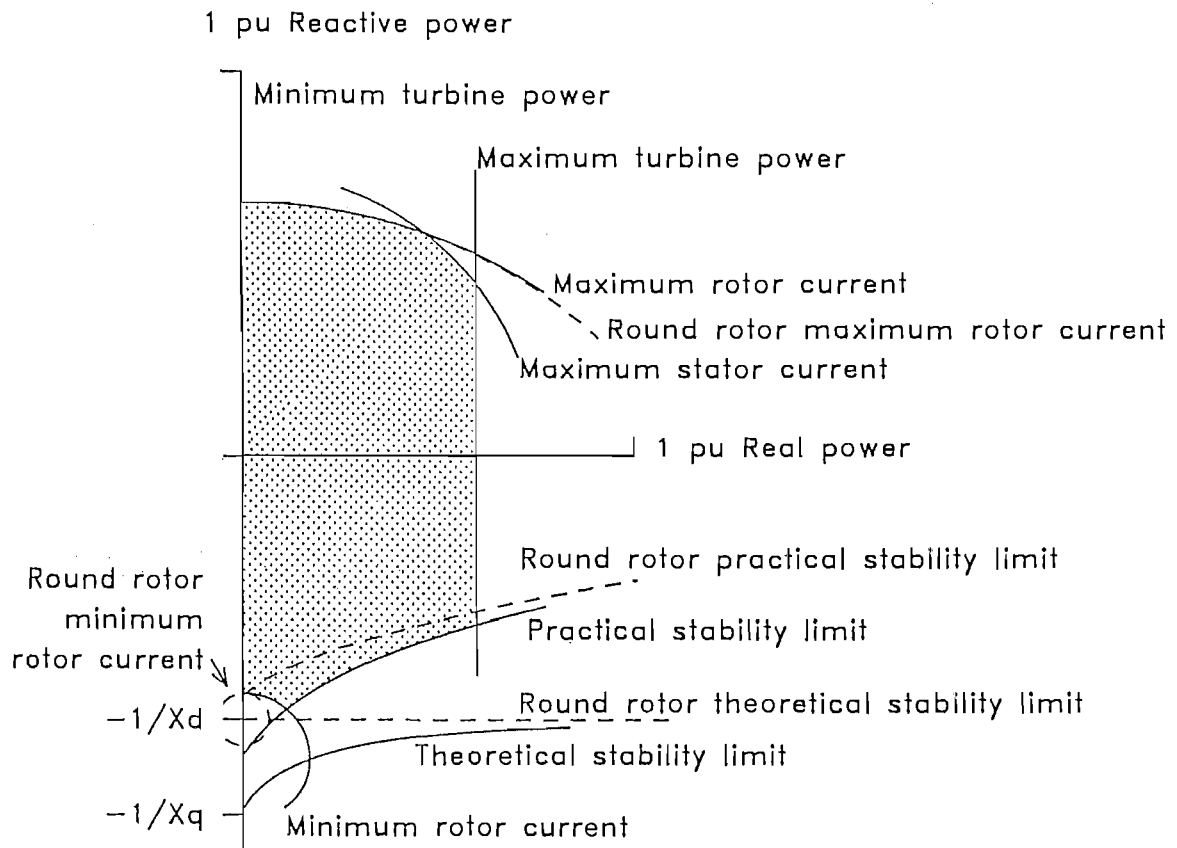 1 pu Reactive power
Minimum turbine power
Maximum turbine power
Maximum rotor current
Round rotor maximum rotor current
Maximum stator current
1 pu Real power
Round rotor practical stability limit
Round rotor
minimum
rotor current
Practical stability limit
Round rotor theoretical stability limit
-1/Xd
Theoretical stability limit
-1/Xq
Minimum rotor current